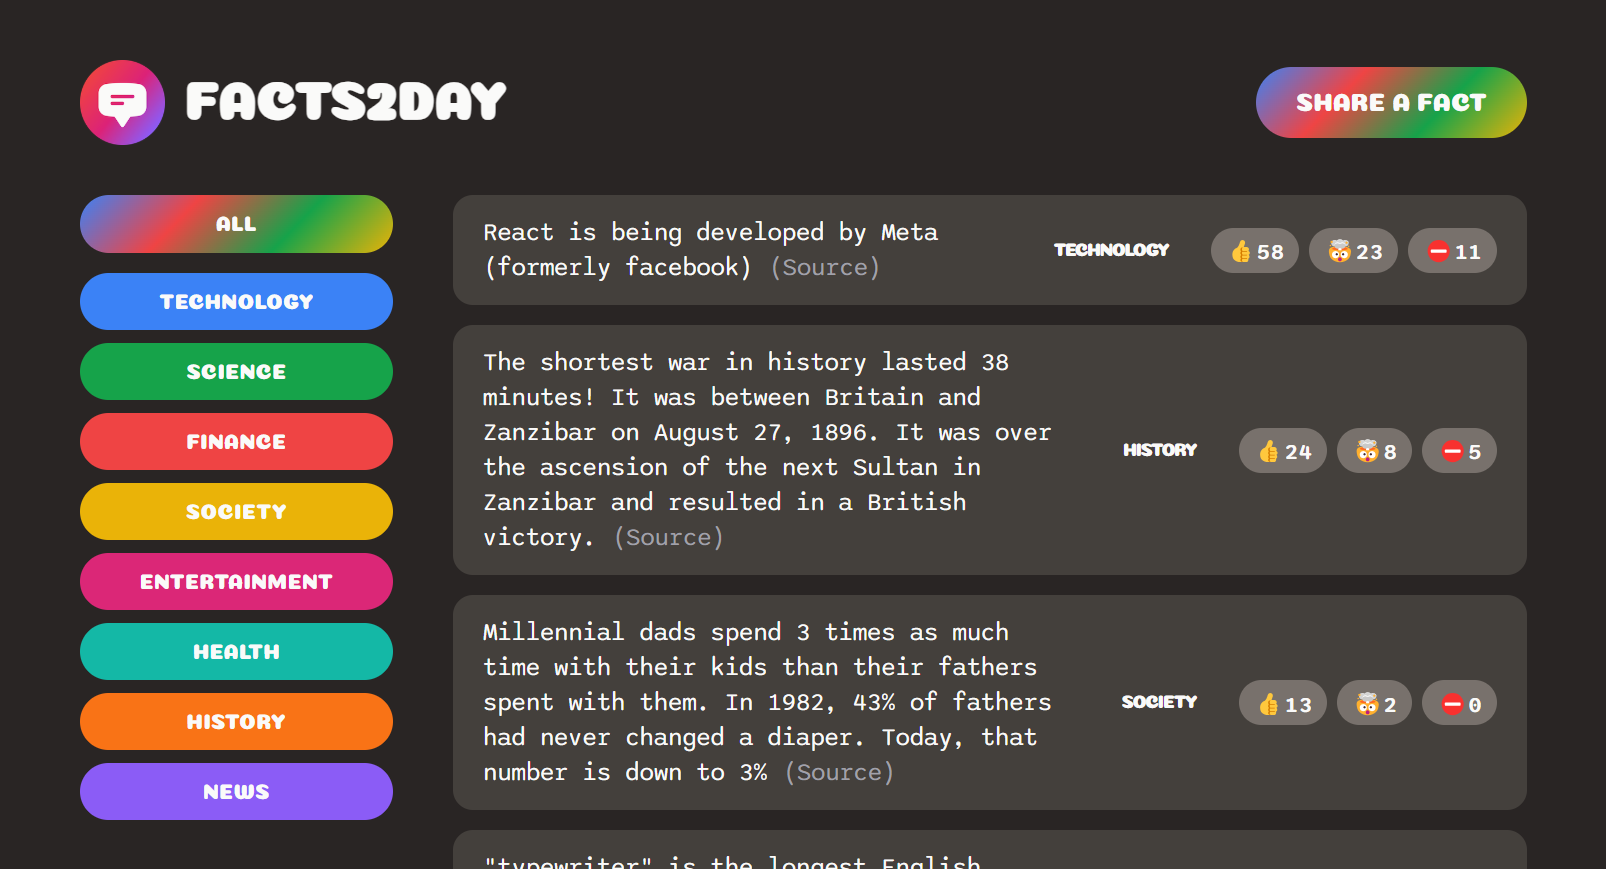 FACTS2DAY
SHARE A FACT
ALL
TECHNOLOGY
SCIENCE
FINANCE
SOCIETY
ENTERTAINMENT
HEALTH
HISTORY
NEWS
React is being developed by Meta
(formerly facebook) (Source)
TECHNOLOGY
👍 58
🤯 23
⛔ 11
The shortest war in history lasted 38
minutes! It was between Britain and
Zanzibar on August 27, 1896. It was over
the ascension of the next Sultan in
Zanzibar and resulted in a British
victory. (Source)
HISTORY
👍 24
🤯 8
⛔ 5
Millennial dads spend 3 times as much
time with their kids than their fathers
spent with them. In 1982, 43% of fathers
had never changed a diaper. Today, that
number is down to 3% (Source)
SOCIETY
👍 13
🤯 2
⛔ 0
"typewriter" is the longest English